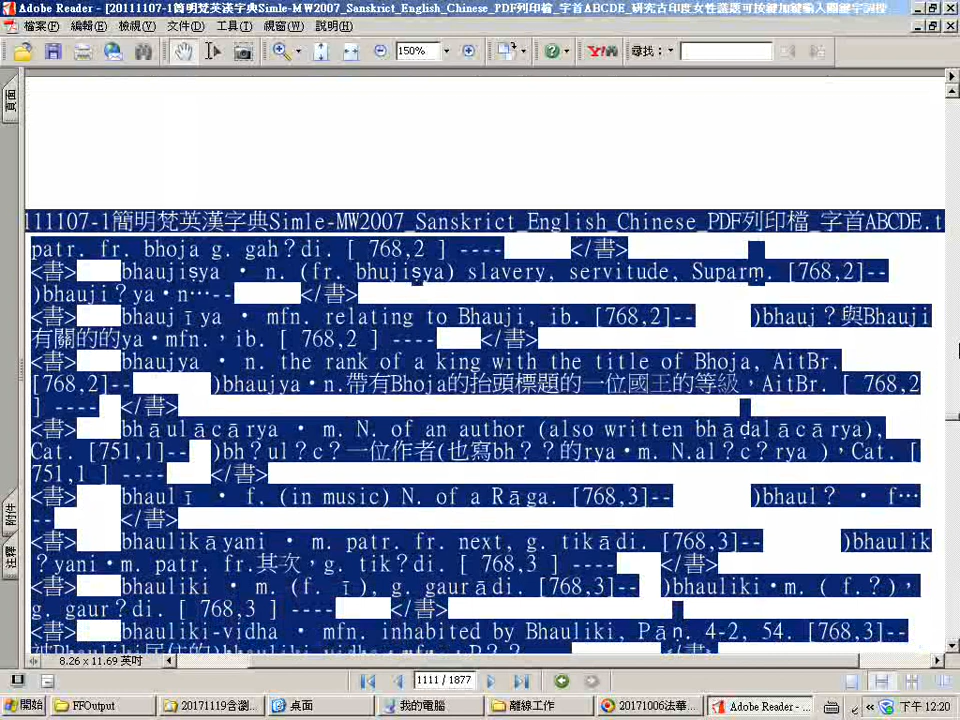 Adobe Reader - [20111107-1簡明梵英漢字典Simle-MW2007_Sanskrict_English_Chinese_PDF列印檔_字首ABCDE_研究古印度女性議題可按鍵加鍵輸入關鍵字詞搜
檔案(F) 編輯(E) 檢視(V) 文件(D) 工具(T) 視窗(W) 說明(H)
150% 尋找:
頁面
111107-1簡明梵英漢字典Simle-MW2007_Sanskrict_English_Chinese_PDF列印檔_字首ABCDE.t
patr. fr. bhoja g. gah?di. [ 768,2 ] ---- </書>
<書> bhaujiṣya · n. (fr. bhujiṣya) slavery, servitude, Suparṃ. [768,2]--
)bhauji?ya·n…-- </書>
<書> bhaujīya · mfn. relating to Bhauji, ib. [768,2]-- )bhauj?與Bhauji
有關的的ya·mfn.，ib. [ 768,2 ] ---- </書>
<書> bhaujya · n. the rank of a king with the title of Bhoja, AitBr.
[768,2]-- )bhaujya·n.帶有Bhoja的抬頭標題的一位國王的等級，AitBr. [ 768,2
] ---- </書>
<書> bhāulācārya · m. N. of an author (also written bhāḍalācārya),
Cat. [751,1]-- )bh?ul?c?一位作者(也寫bh??的rya·m. N.al?c?rya )，Cat. [
751,1 ] ---- </書>
<書> bhaulī · f. (in music) N. of a Rāga. [768,3]-- )bhaul? · f…
-- </書>
<書> bhaulikāyani · m. patr. fr. next, g. tikādi. [768,3]-- )bhaulik
?yani·m. patr. fr.其次，g. tik?di. [ 768,3 ] ---- </書>
<書> bhauliki · m. (f. ī), g. gaurādi. [768,3]-- )bhauliki·m. ( f.?)，
g. gaur?di. [ 768,3 ] ---- </書>
<書> bhauliki-vidha · mfn. inhabited by Bhauliki, Pāṇ. 4-2, 54. [768,3]--
附件
注釋
8.26 x 11.69 英吋
1111 / 1877
開始 FFOutput 20171119含瀏... 桌面 我的電腦 離線工作 20171006法華... Adobe Reader -... 下午 12:20